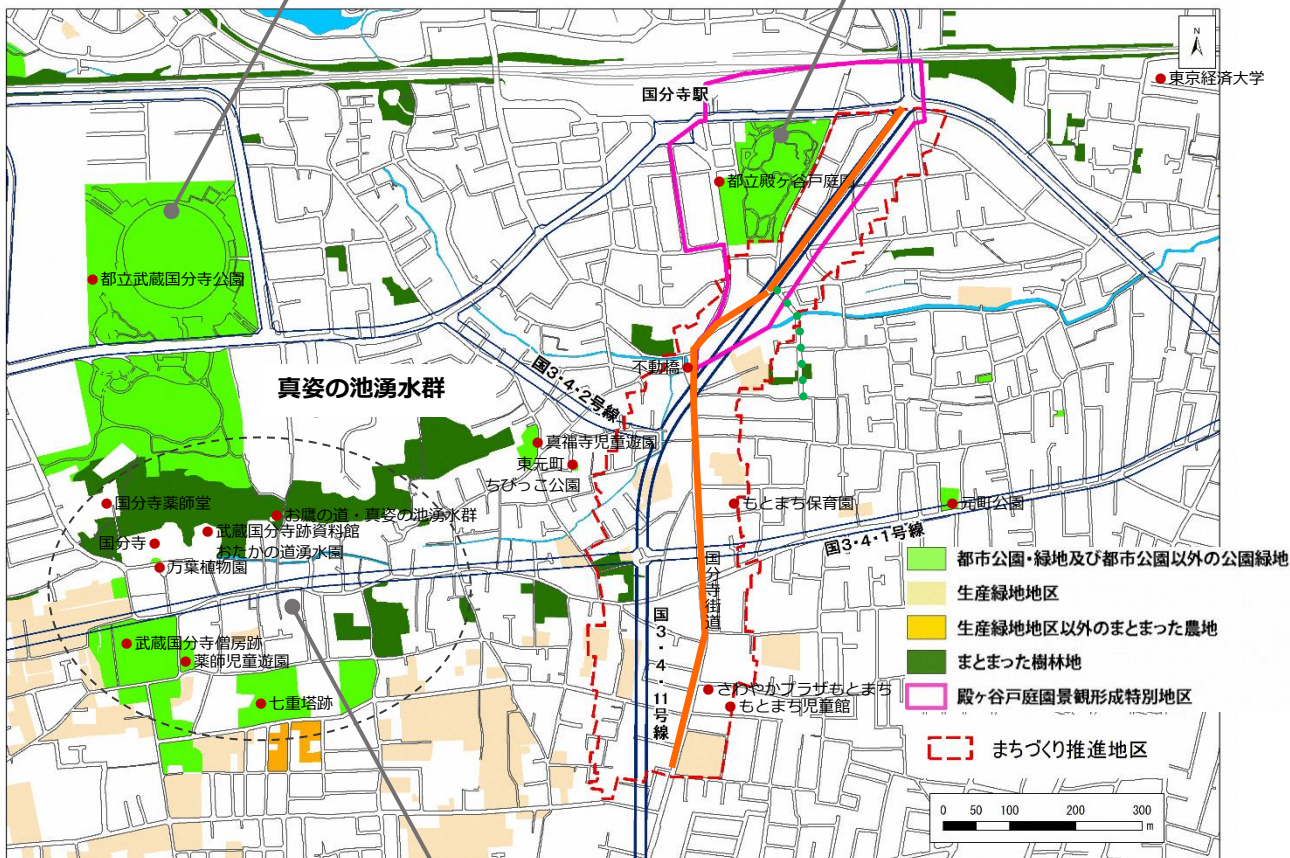 N
国分寺駅
東京経済大学
都立殿ヶ谷戸庭園
都立武蔵国分寺公園
不動橋
国3・4・2号線
真姿の池湧水群
真福寺児童遊園
東元町
ちびっこ公園
国分寺薬師堂
お鷹の道・真姿の池湧水群
武蔵国分寺跡資料館
おたかの道湧水園
国分寺
万葉植物園
もとまち保育園
元町公園
国3・4・1号線
国分寺街道
国3・4・11号線
武蔵国分寺僧房跡
薬師児童遊園
七重塔跡
さわやかプラザもとまち
もとまち児童館
都市公園・緑地及び都市公園以外の公園緑地
生産緑地地区
生産緑地地区以外のまとまった農地
まとまった樹林地
殿ヶ谷戸庭園景観形成特別地区
まちづくり推進地区
0 50 100 200 300
m